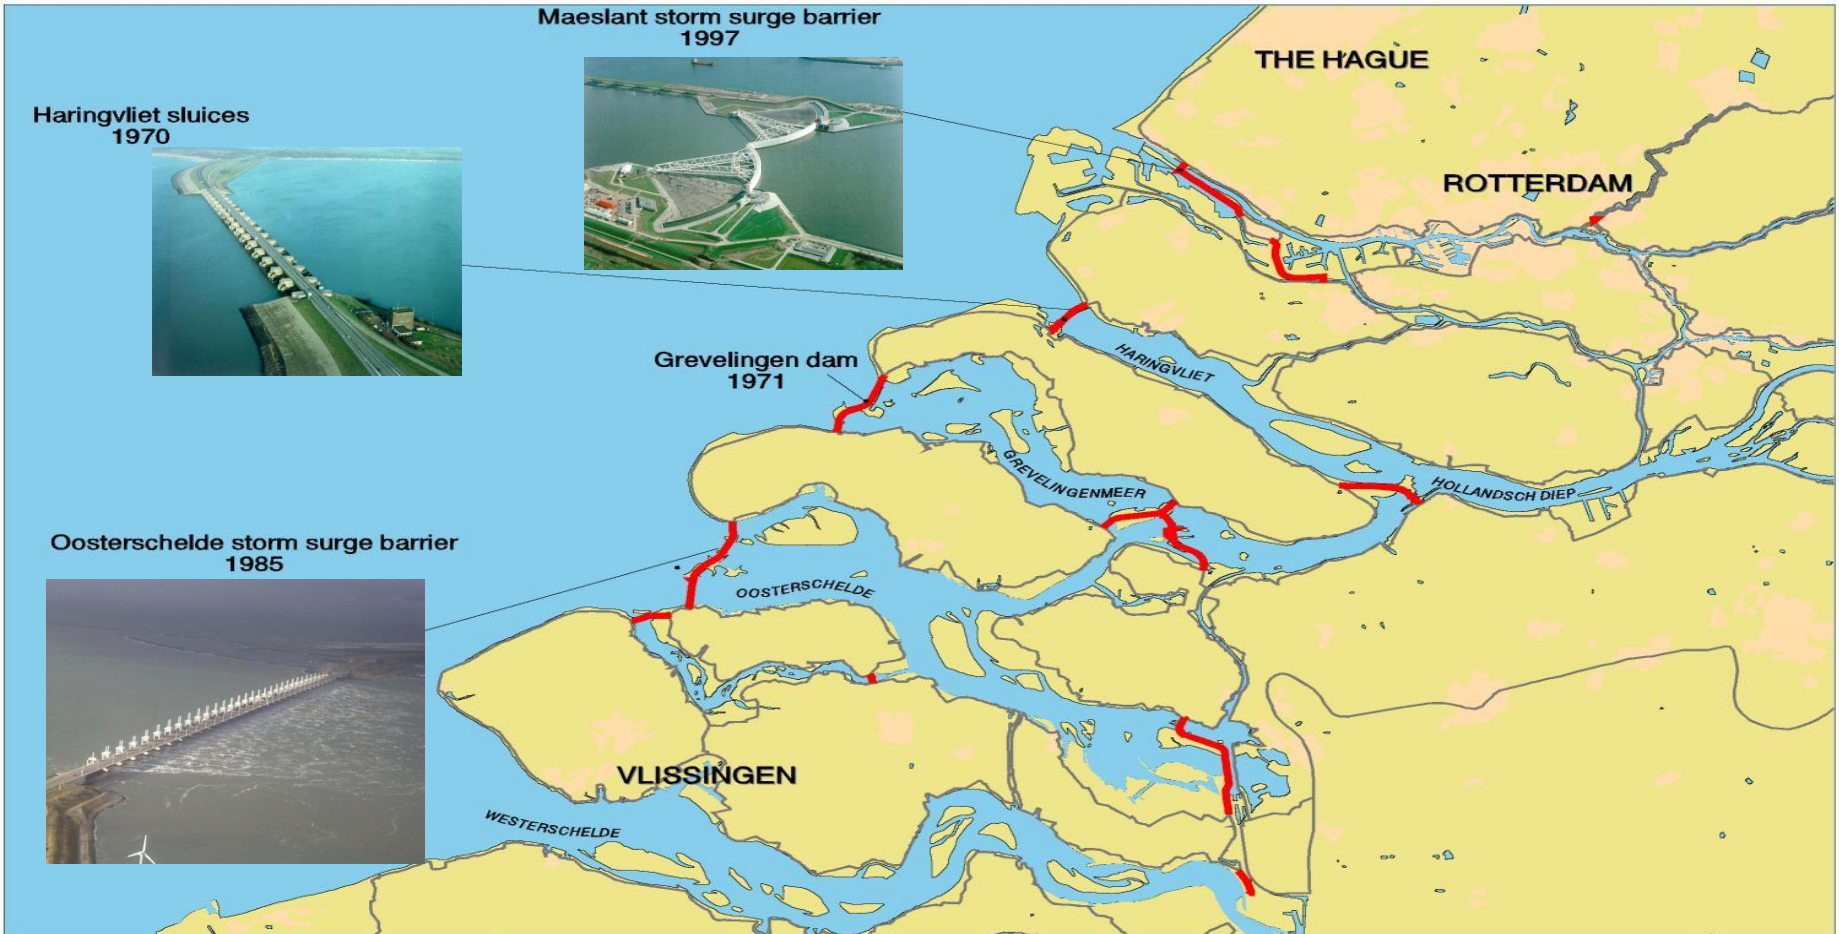 Maeslant storm surge barrier
1997
THE HAGUE
Haringvliet sluices
1970
ROTTERDAM
HARINGVLIET
Grevelingen dam
1971
GREVELINGENMEER
HOLLANDSCH DIEP
Oosterschelde storm surge barrier
1985
OOSTERSCHELDE
VLISSINGEN
WESTERSCHELDE